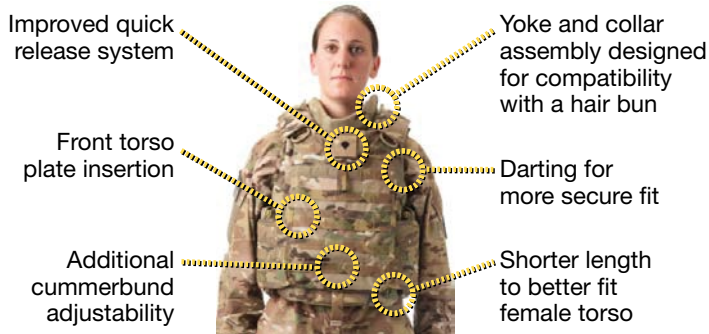 Improved quick
release system
Yoke and collar
assembly designed
for compatibility
with a hair bun
Front torso
plate insertion
Darting for
more secure fit
Additional
cummerbund
adjustability
Shorter length
to better fit
female torso